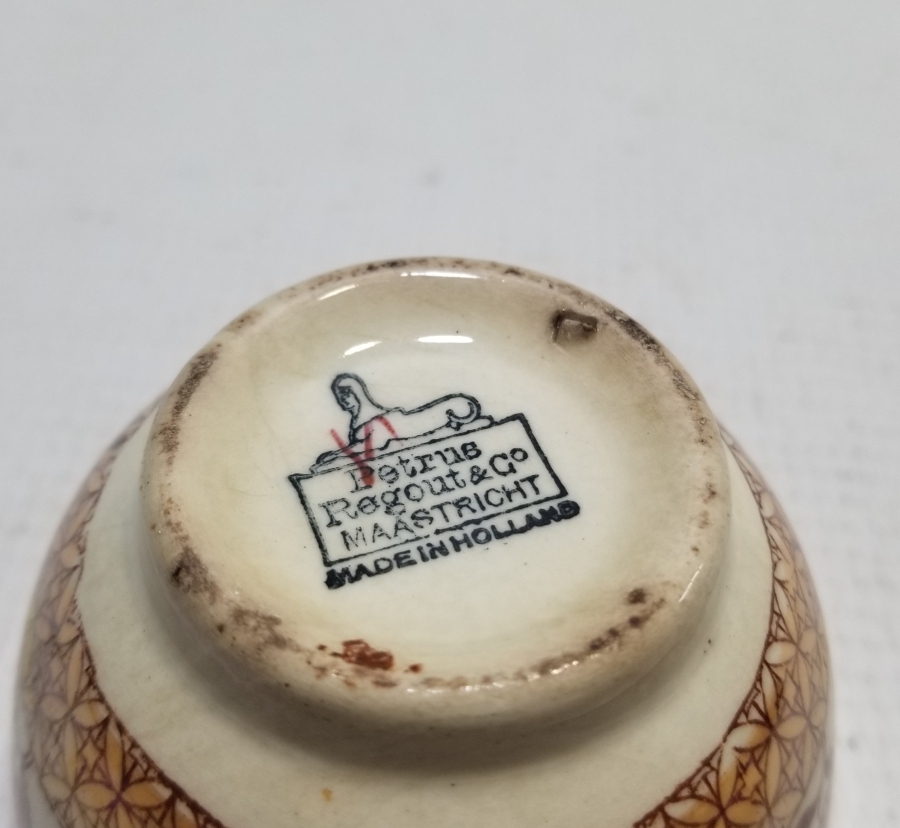 Petrus
Regout & Co
MAASTRICHT
MADE IN HOLLAND